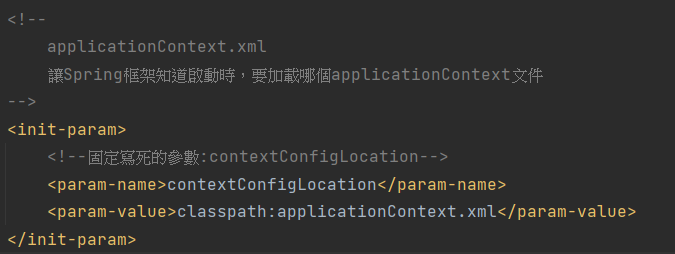 <!--
applicationContext.xml
讓Spring框架知道啟動時，要加載哪個applicationContext文件
-->
<init-param>
<!--固定寫死的參數:contextConfigLocation-->
<param-name>contextConfigLocation</param-name>
<param-value>classpath:applicationContext.xml</param-value>
</init-param>